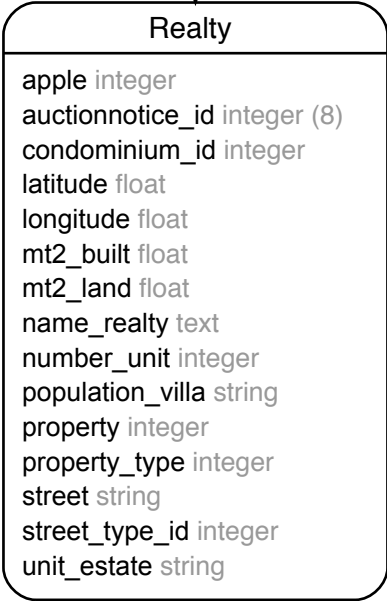 Realty
apple integer
auctionnotice_id integer (8)
condominium_id integer
latitude float
longitude float
mt2_built float
mt2_land float
name_realty text
number_unit integer
population_villa string
property integer
property_type integer
street string
street_type_id integer
unit_estate string